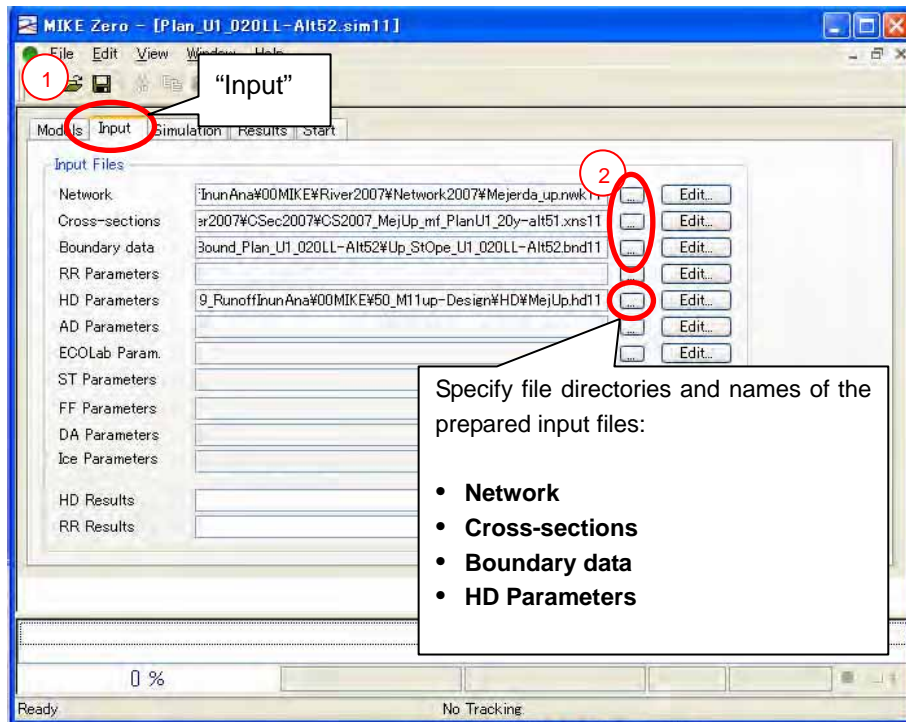 MIKE Zero - [Plan_U1_020LL-Alt52.sim11]
File Edit View Window Help
1
"Input"
Models Input Simulation Results Start
Input Files
2
Network InunAna¥00MIKE¥River2007¥Network2007¥Mejerda_up.nwk11 ... Edit...
Cross-sections er2007¥CSec2007¥CS2007_MejUp_mf_PlanU1_20y-alt51.xns11 ... Edit...
Boundary data Bound_Plan_U1_020LL-Alt52¥Up_StOpe_U1_020LL-Alt52.bnd11 ... Edit...
RR Parameters ... Edit...
HD Parameters 9_RunoffInunAna¥00MIKE¥50_M11up-Design¥HD¥MejUp.hd11 ... Edit...
AD Parameters ... Edit...
ECOLab Param. ... Edit...
ST Parameters
FF Parameters
DA Parameters
Ice Parameters
HD Results
RR Results
Specify file directories and names of the
prepared input files:
• Network
• Cross-sections
• Boundary data
• HD Parameters
0 %
Ready No Tracking